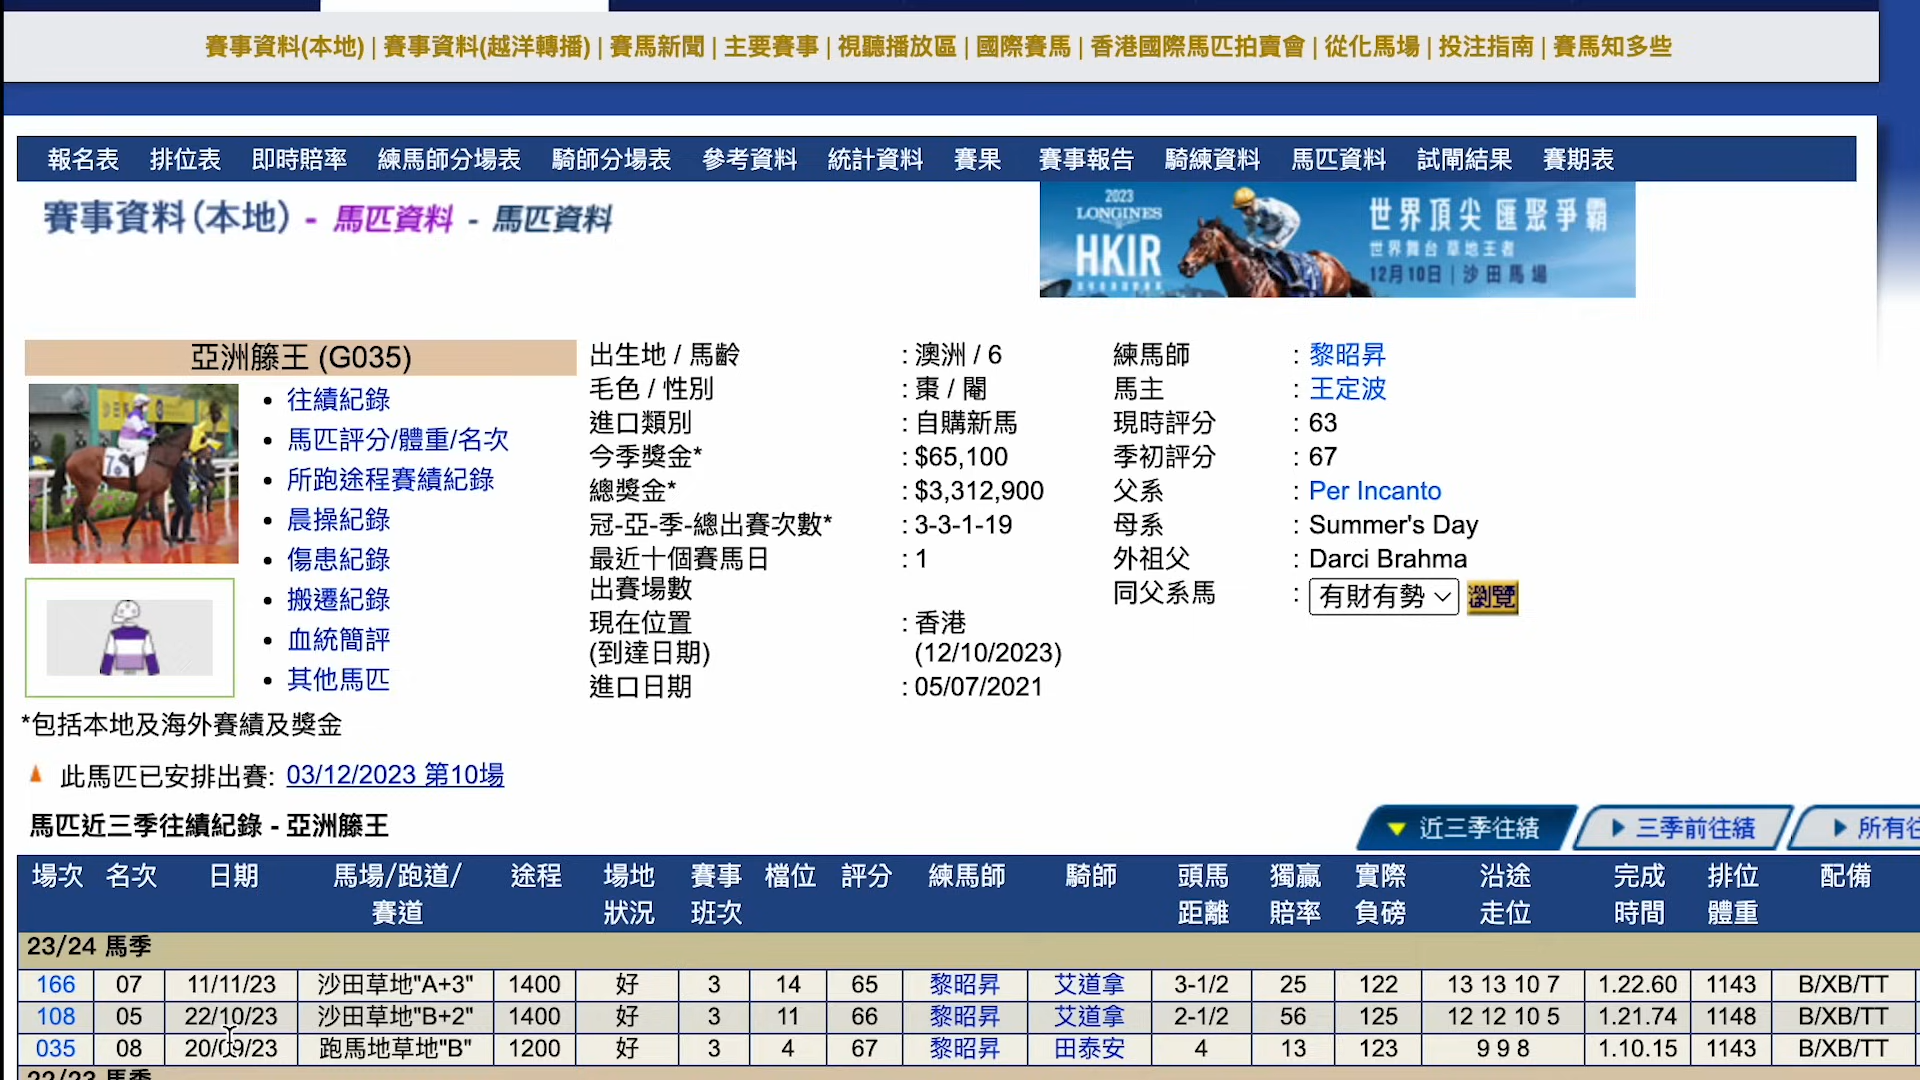 賽事資料(本地) | 賽事資料(越洋轉播) | 賽馬新聞 | 主要賽事 | 視聽播放區 | 國際賽馬 | 香港國際馬匹拍賣會 | 從化馬場 | 投注指南 | 賽馬知多些
報名表 排位表 即時賠率 練馬師分場表 騎師分場表 參考資料 統計資料 賽果 賽事報告 騎練資料 馬匹資料 試閘結果 賽期表
賽事資料(本地) - 馬匹資料 - 馬匹資料
2023
LONGINES
HKIR
世界頂尖 匯聚爭霸
世界舞台 草地王者
12月10日 | 沙田馬場
亞洲籐王 (G035)
往績紀錄
馬匹評分/體重/名次
所跑途程賽績紀錄
晨操紀錄
傷患紀錄
搬遷紀錄
血統簡評
其他馬匹
出生地 / 馬齡 : 澳洲 / 6
毛色 / 性別 : 棗 / 閹
進口類別 : 自購新馬
今季獎金* : $65,100
總獎金* : $3,312,900
冠-亞-季-總出賽次數* : 3-3-1-19
最近十個賽馬日 : 1
出賽場數
現在位置 : 香港
(到達日期) (12/10/2023)
進口日期 : 05/07/2021
練馬師 : 黎昭昇
馬主 : 王定波
現時評分 : 63
季初評分 : 67
父系 : Per Incanto
母系 : Summer's Day
外祖父 : Darci Brahma
同父系馬 : 有財有勢 瀏覽
*包括本地及海外賽績及獎金
此馬匹已安排出賽: 03/12/2023 第10場
馬匹近三季往績紀錄 - 亞洲籐王
近三季往績 三季前往績 所有往
場次 名次 日期 馬場/跑道/ 途程 場地 賽事 檔位 評分 練馬師 騎師 頭馬 獨贏 實際 沿途 完成 排位 配備
賽道 狀況 班次 距離 賠率 負磅 走位 時間 體重
23/24 馬季
166 07 11/11/23 沙田草地"A+3" 1400 好 3 14 65 黎昭昇 艾道拿 3-1/2 25 122 13 13 10 7 1.22.60 1143 B/XB/TT
108 05 22/10/23 沙田草地"B+2" 1400 好 3 11 66 黎昭昇 艾道拿 2-1/2 56 125 12 12 10 5 1.21.74 1148 B/XB/TT
035 08 20/09/23 跑馬地草地"B" 1200 好 3 4 67 黎昭昇 田泰安 4 13 123 9 9 8 1.10.15 1143 B/XB/TT
22/23 馬季